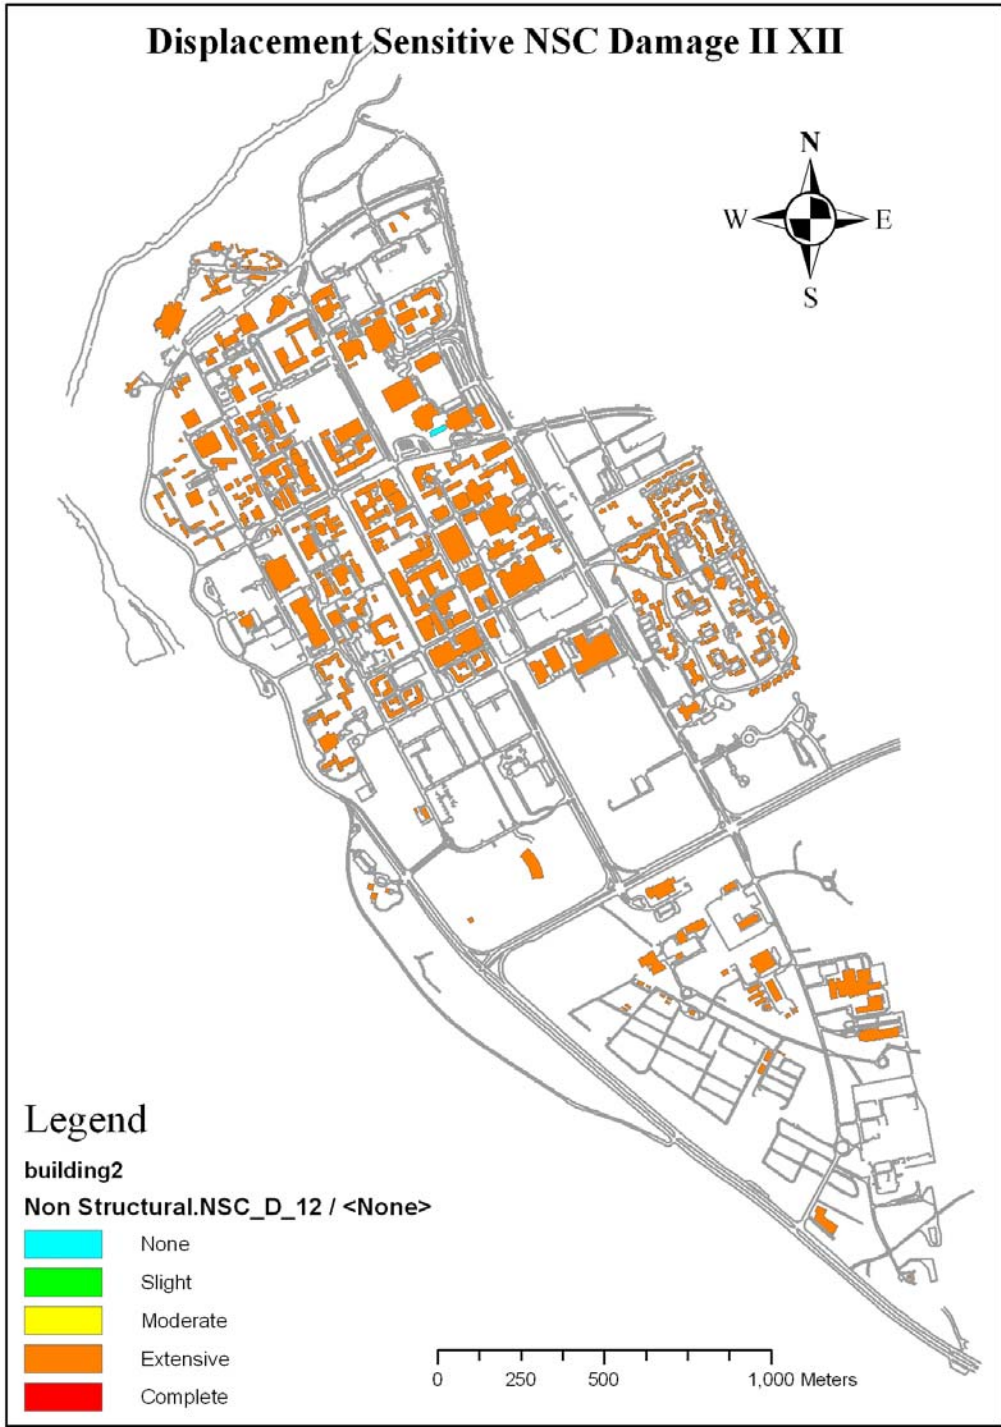 Displacement Sensitive NSC Damage II XII
N
W
E
S
Legend
building2
Non Structural.NSC_D_12 / <None>
None
Slight
Moderate
Extensive
Complete
0 250 500 1,000 Meters